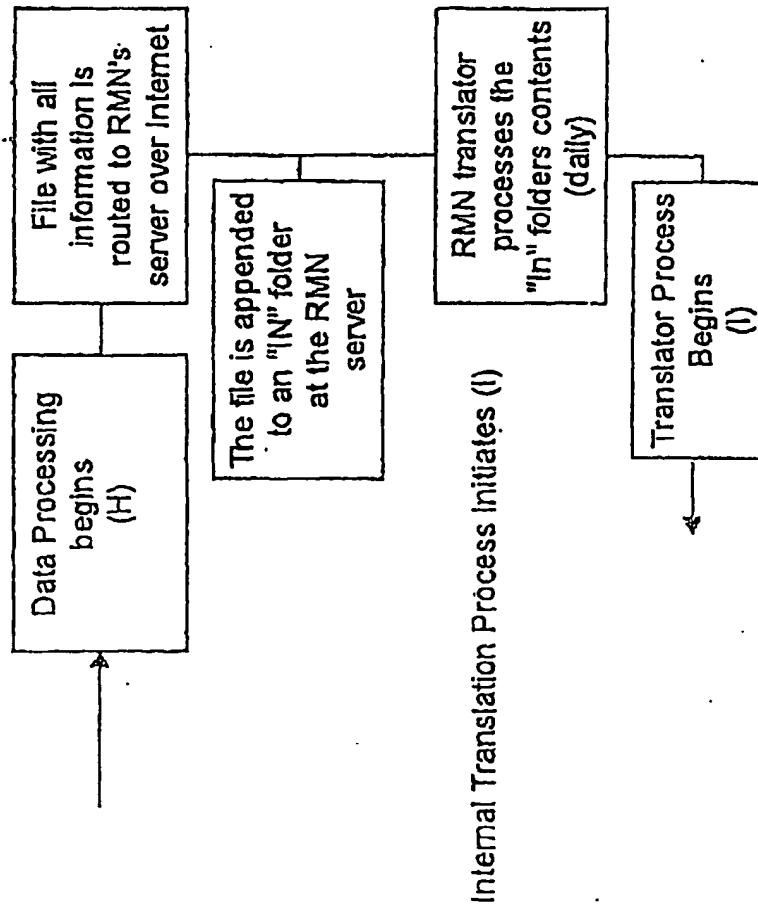 Data Processing
begins
(H)
File with all
information is
routed to RMN's
server over Internet
The file is appended
to an "IN" folder
at the RMN
server
Internal Translation Process Initiates (I)
RMN translator
processes the
"In" folders contents
(daily)
Translator Process
Begins
(I)